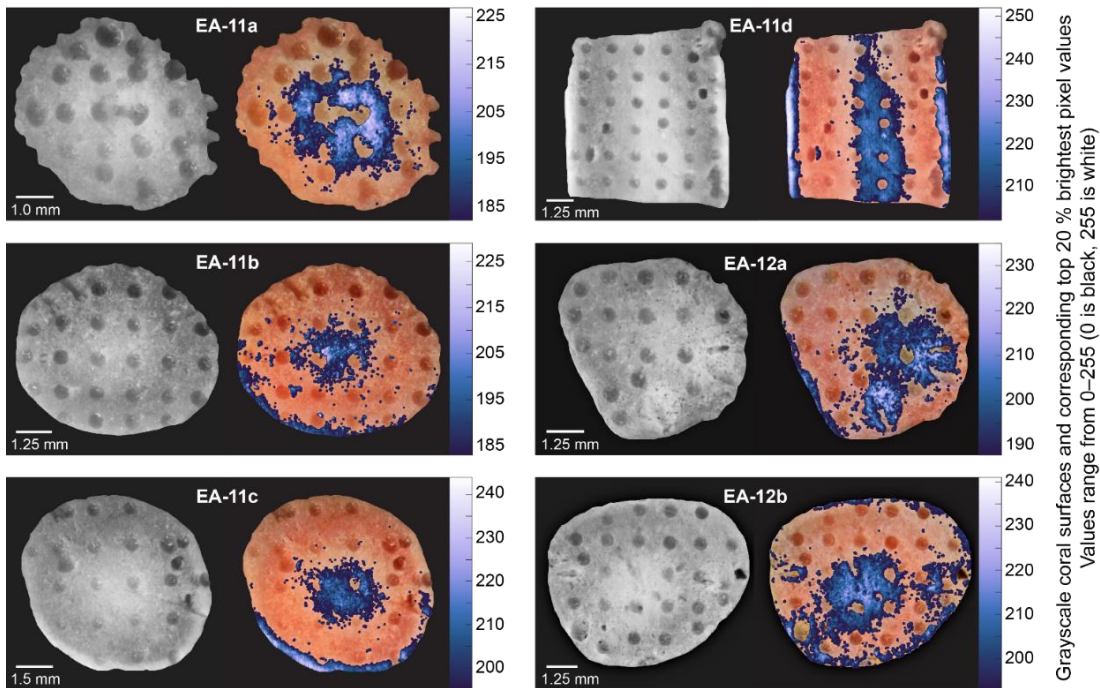 EA-11a
1.0 mm
225
215
205
195
185
EA-11d
1.25 mm
250
240
230
220
210
EA-11b
1.25 mm
225
215
205
195
185
EA-12a
1.25 mm
230
220
210
200
190
EA-11c
1.5 mm
240
230
220
210
200
EA-12b
1.25 mm
240
230
220
210
200
Grayscale coral surfaces and corresponding top 20 % brightest pixel values
Values range from 0–255 (0 is black, 255 is white)